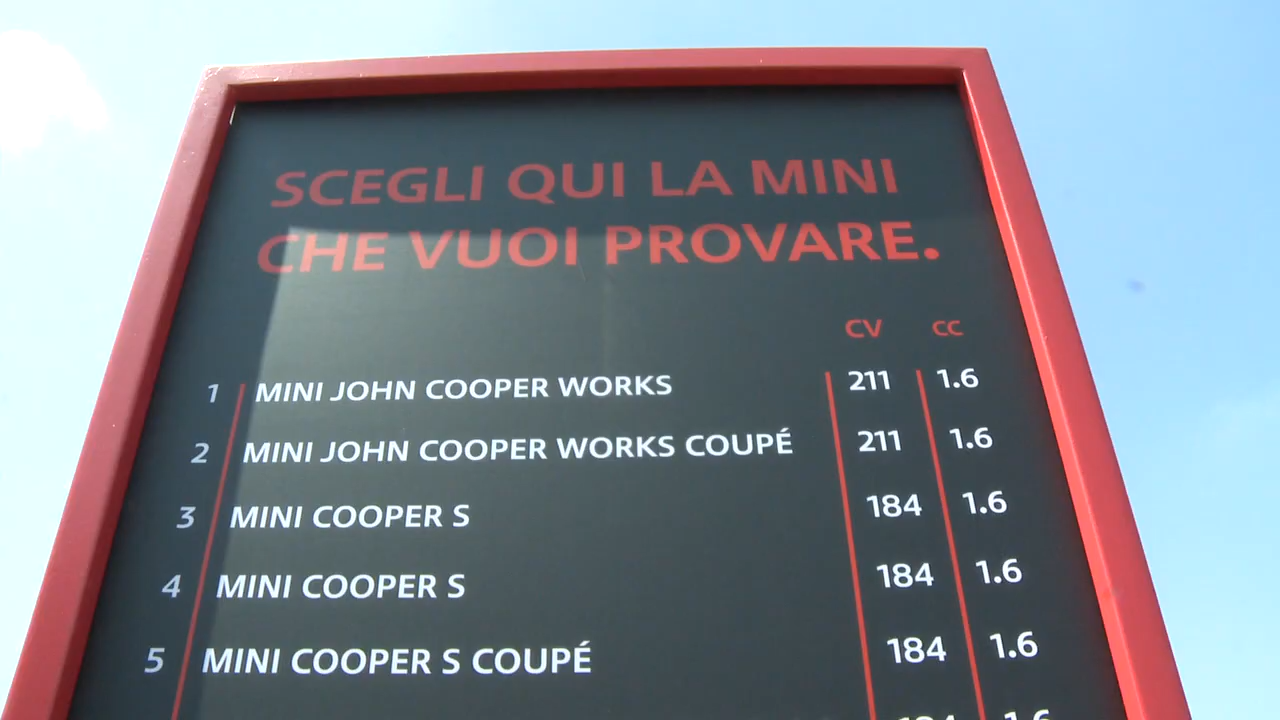 SCEGLI QUI LA MINI
CHE VUOI PROVARE.
CV CC
1 MINI JOHN COOPER WORKS 211 1.6
2 MINI JOHN COOPER WORKS COUPÉ 211 1.6
3 MINI COOPER S 184 1.6
4 MINI COOPER S 184 1.6
5 MINI COOPER S COUPÉ 184 1.6